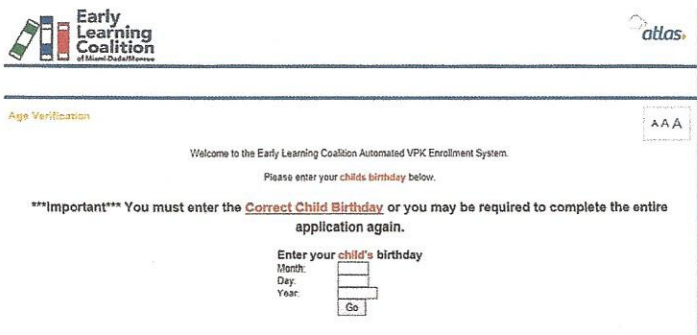 Early
Learning
Coalition
of Miami-Dade/Monroe
atlas
Age Verification
A A A
Welcome to the Early Learning Coalition Automated VPK Enrollment System.
Please enter your childs birthday below.
***Important*** You must enter the Correct Child Birthday or you may be required to complete the entire
application again.
Enter your child's birthday
Month:
Day:
Year:
Go